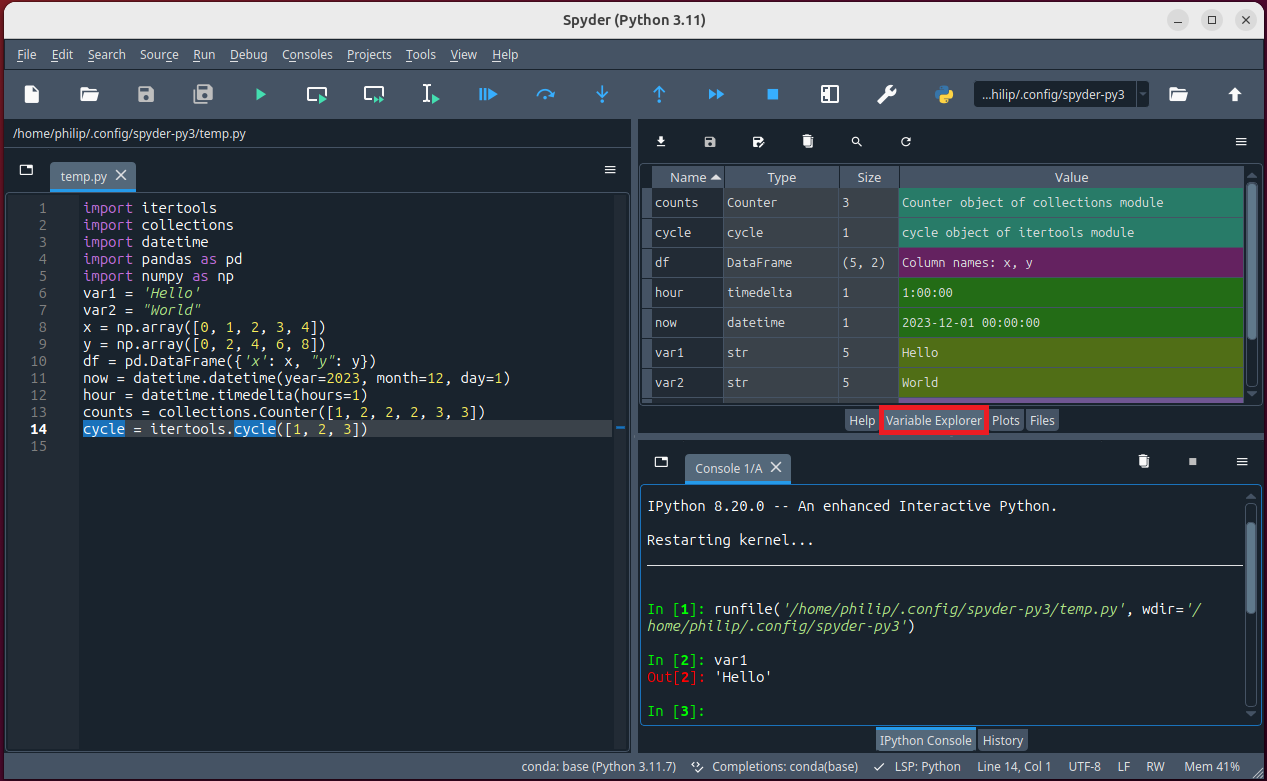 Spyder (Python 3.11)
File Edit Search Source Run Debug Consoles Projects Tools View Help
...hilip/.config/spyder-py3
/home/philip/.config/spyder-py3/temp.py
temp.py
1 import itertools
2 import collections
3 import datetime
4 import pandas as pd
5 import numpy as np
6 var1 = 'Hello'
7 var2 = "World"
8 x = np.array([0, 1, 2, 3, 4])
9 y = np.array([0, 2, 4, 6, 8])
10 df = pd.DataFrame({'x': x, "y": y})
11 now = datetime.datetime(year=2023, month=12, day=1)
12 hour = datetime.timedelta(hours=1)
13 counts = collections.Counter([1, 2, 2, 2, 3, 3])
14 cycle = itertools.cycle([1, 2, 3])
15
Name Type Size Value
counts Counter 3 Counter object of collections module
cycle cycle 1 cycle object of itertools module
df DataFrame (5, 2) Column names: x, y
hour timedelta 1 1:00:00
now datetime 1 2023-12-01 00:00:00
var1 str 5 Hello
var2 str 5 World
Help Variable Explorer Plots Files
Console 1/A
IPython 8.20.0 -- An enhanced Interactive Python.
Restarting kernel...
In [1]: runfile('/home/philip/.config/spyder-py3/temp.py', wdir='/
home/philip/.config/spyder-py3')
In [2]: var1
Out[2]: 'Hello'
In [3]:
IPython Console History
conda: base (Python 3.11.7) Completions: conda(base) LSP: Python Line 14, Col 1 UTF-8 LF RW Mem 41%